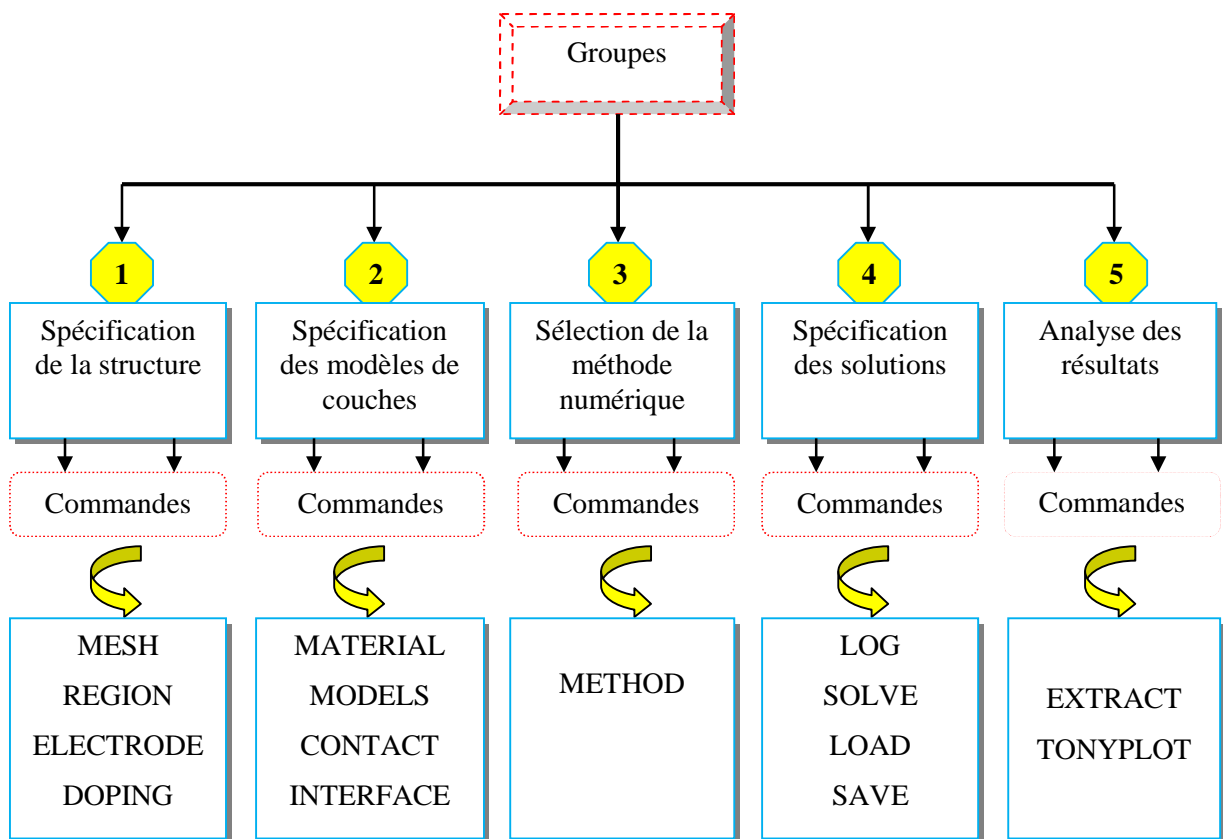 Groupes
1
Spécification
de la structure
Commandes
MESH
REGION
ELECTRODE
DOPING
2
Spécification
des modèles de
couches
Commandes
MATERIAL
MODELS
CONTACT
INTERFACE
3
Sélection de la
méthode
numérique
Commandes
METHOD
4
Spécification
des solutions
Commandes
LOG
SOLVE
LOAD
SAVE
5
Analyse des
résultats
Commandes
EXTRACT
TONYPLOT